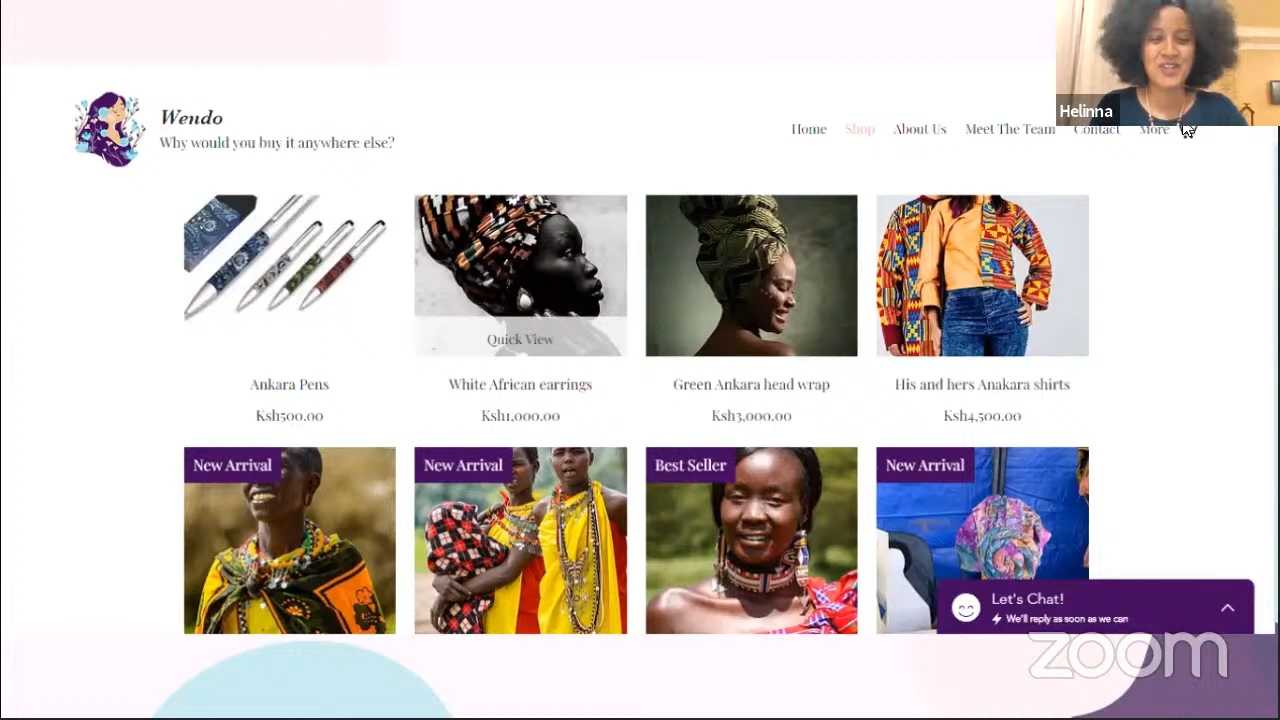 Helinna
Wendo
Why would you buy it anywhere else?
Home Shop About Us Meet The Team Contact More
Quick View
Ankara Pens White African earrings Green Ankara head wrap His and hers Anakara shirts
Ksh500.00 Ksh1,000.00 Ksh3,000.00 Ksh4,500.00
New Arrival New Arrival Best Seller New Arrival
Let's Chat!
We'll reply as soon as we can
zoom